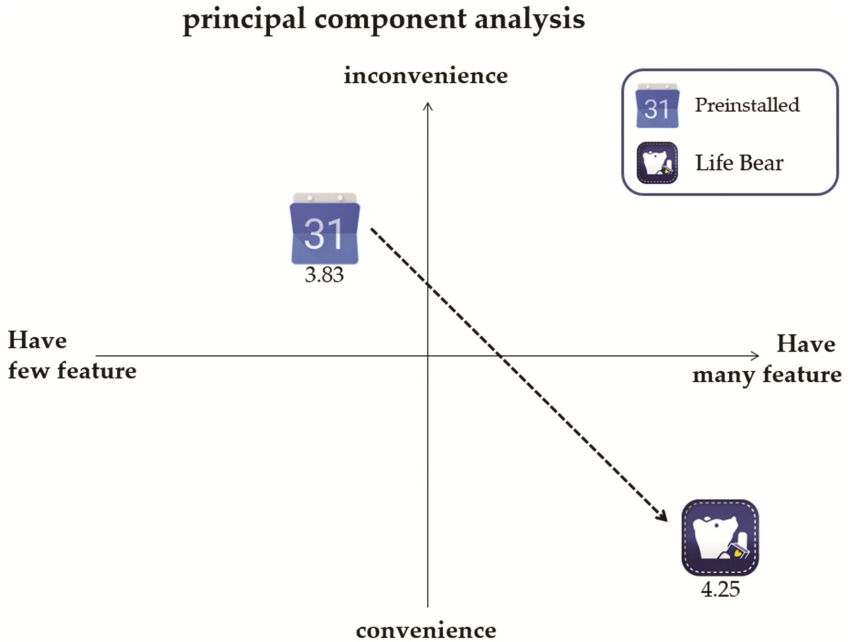 principal component analysis
inconvenience
31 Preinstalled
Life Bear
31
3.83
Have
few feature
Have
many feature
4.25
convenience